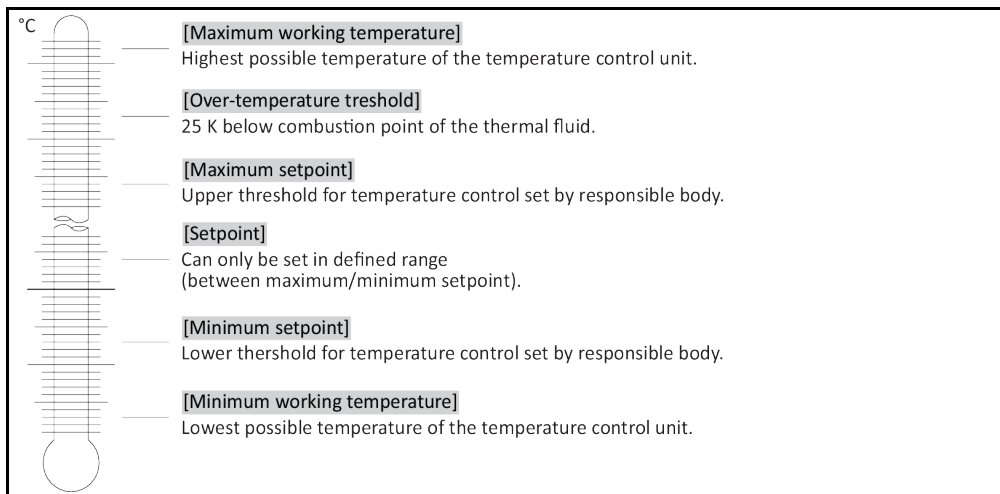 °C
[Maximum working temperature]
Highest possible temperature of the temperature control unit.
[Over-temperature treshold]
25 K below combustion point of the thermal fluid.
[Maximum setpoint]
Upper threshold for temperature control set by responsible body.
[Setpoint]
Can only be set in defined range
(between maximum/minimum setpoint).
[Minimum setpoint]
Lower thershold for temperature control set by responsible body.
[Minimum working temperature]
Lowest possible temperature of the temperature control unit.